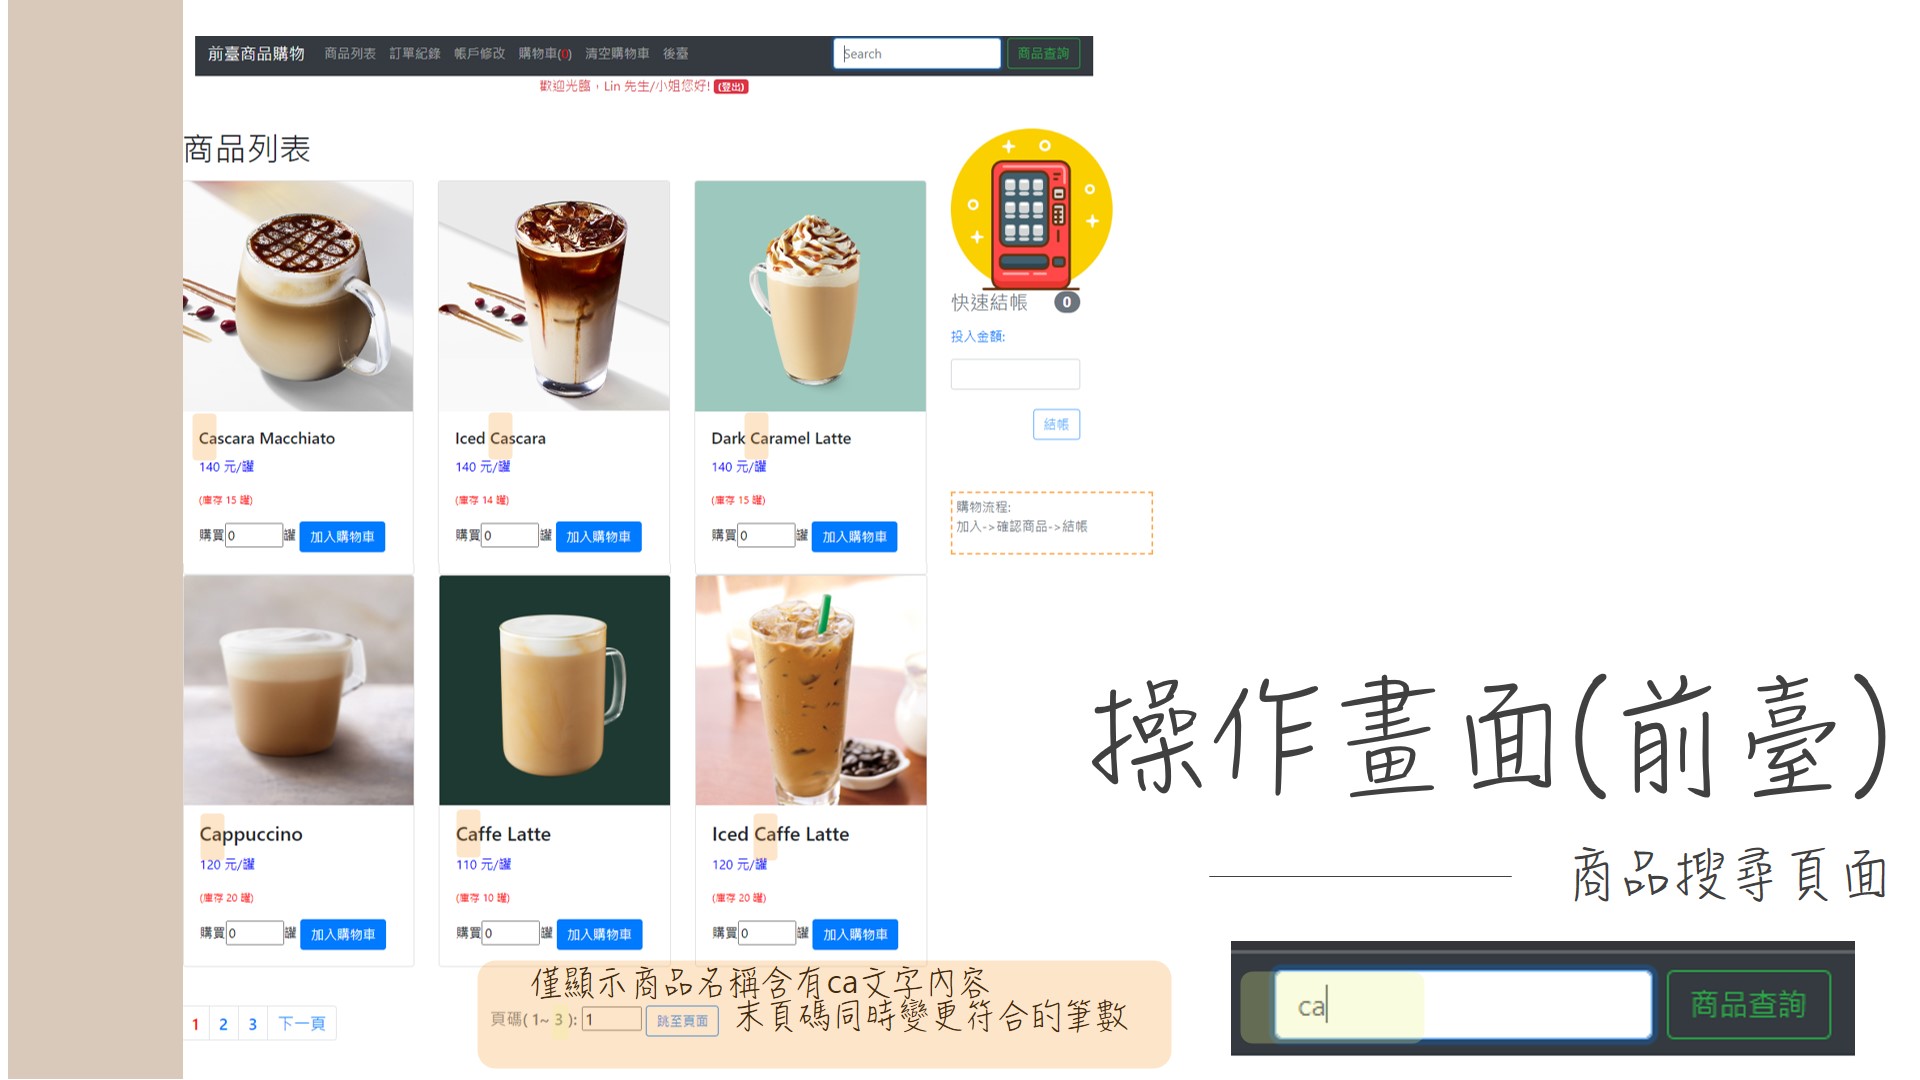 前臺商品購物 商品列表 訂單紀錄 帳戶修改 購物車(0) 清空購物車 後臺 Search 商品查詢
歡迎光臨,Lin 先生/小姐您好! (登出)
商品列表
Cascara Macchiato
140 元/罐
(庫存 15 罐)
購買 0 罐 加入購物車
Iced Cascara
140 元/罐
(庫存 14 罐)
購買 0 罐 加入購物車
Dark Caramel Latte
140 元/罐
(庫存 15 罐)
購買 0 罐 加入購物車
快速結帳 0
投入金額:
結帳
購物流程:
加入->確認商品->結帳
Cappuccino
120 元/罐
(庫存 20 罐)
購買 0 罐 加入購物車
Caffe Latte
110 元/罐
(庫存 10 罐)
購買 0 罐 加入購物車
Iced Caffe Latte
120 元/罐
(庫存 20 罐)
購買 0 罐 加入購物車
1 2 3 下一頁
僅顯示商品名稱含有ca文字內容
頁碼( 1~ 3 ): 1 跳至頁面
末頁碼同時變更符合的筆數
操作畫面(前臺)
商品搜尋頁面
ca 商品查詢